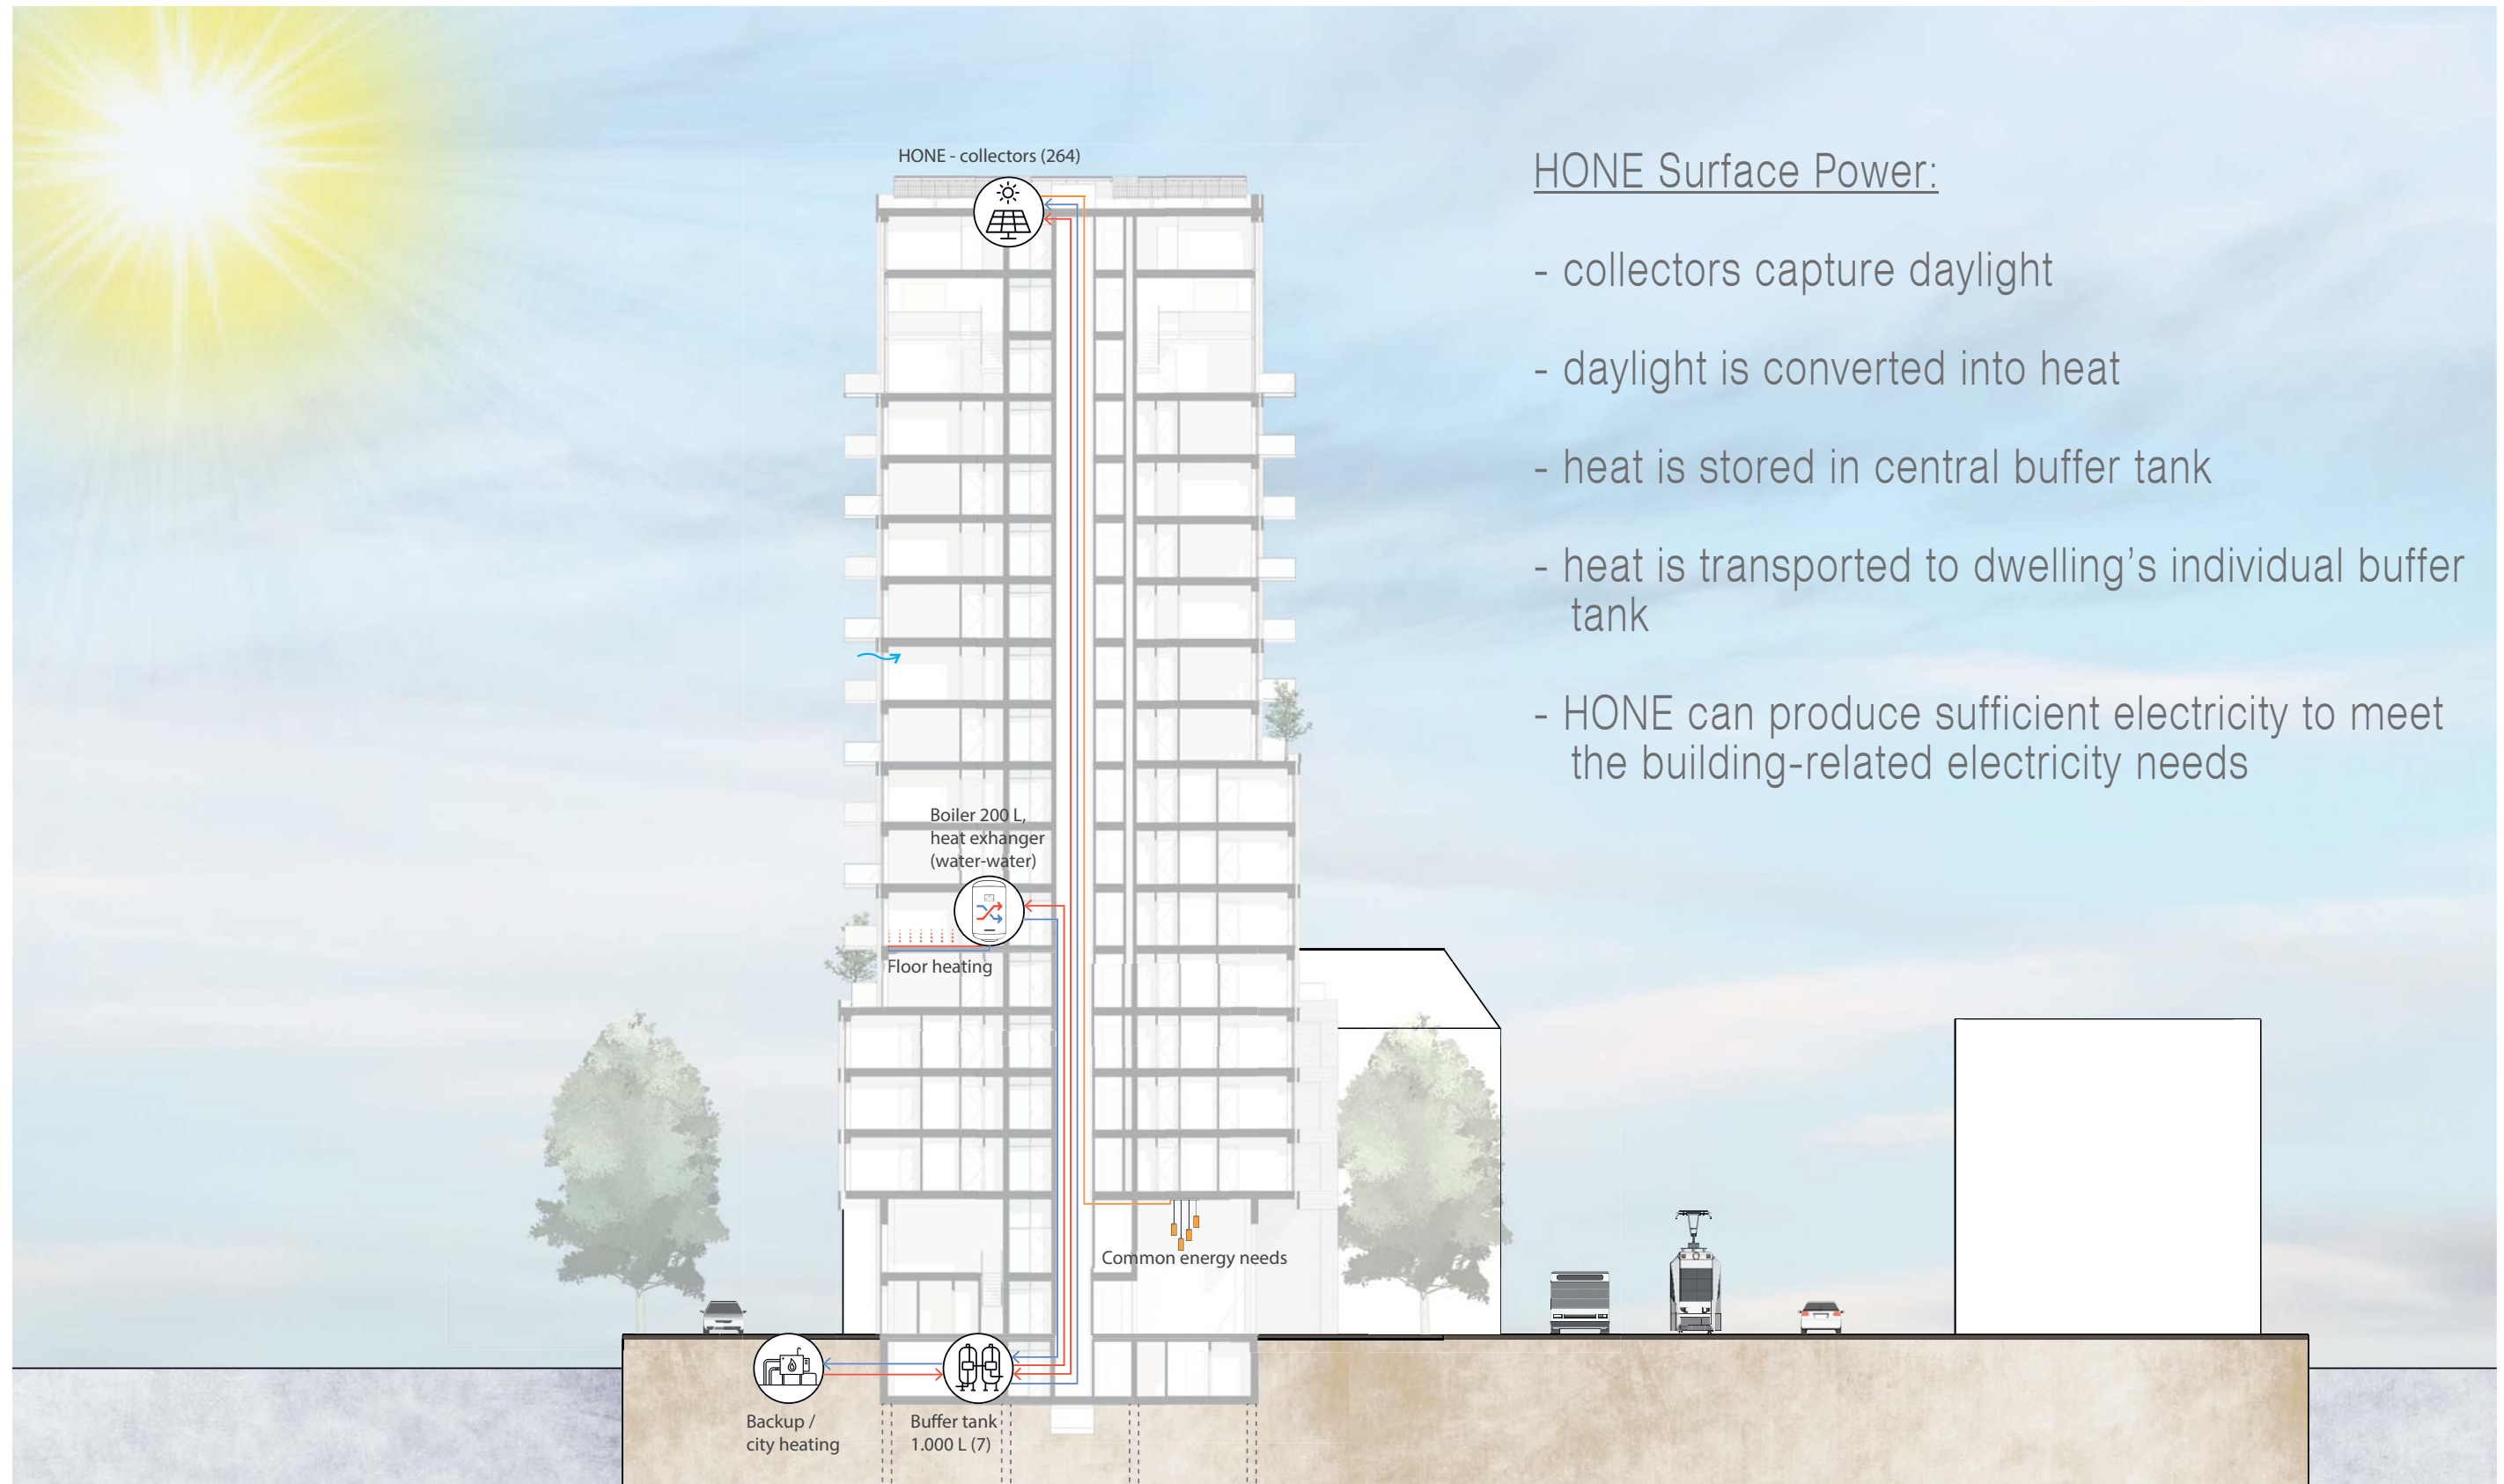 HONE - collectors (264)
HONE Surface Power:
- collectors capture daylight
- daylight is converted into heat
- heat is stored in central buffer tank
- heat is transported to dwelling’s individual buffer
tank
- HONE can produce sufficient electricity to meet
the building-related electricity needs
Boiler 200 L,
heat exhanger
(water-water)
Floor heating
Common energy needs
Backup /
city heating
Buffer tank
1.000 L (7)